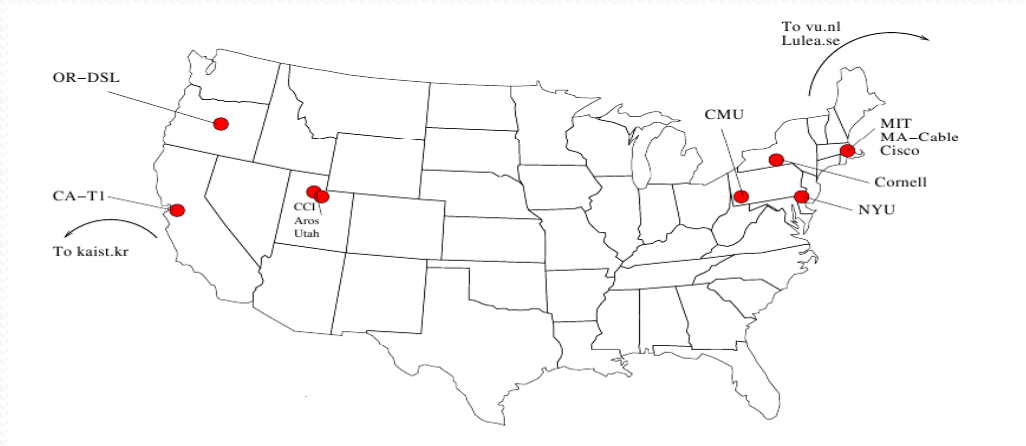 To vu.nl
Lulea.se
OR−DSL
CMU
MIT
MA−Cable
Cisco
Cornell
CA−T1
NYU
CCI
Aros
Utah
To kaist.kr